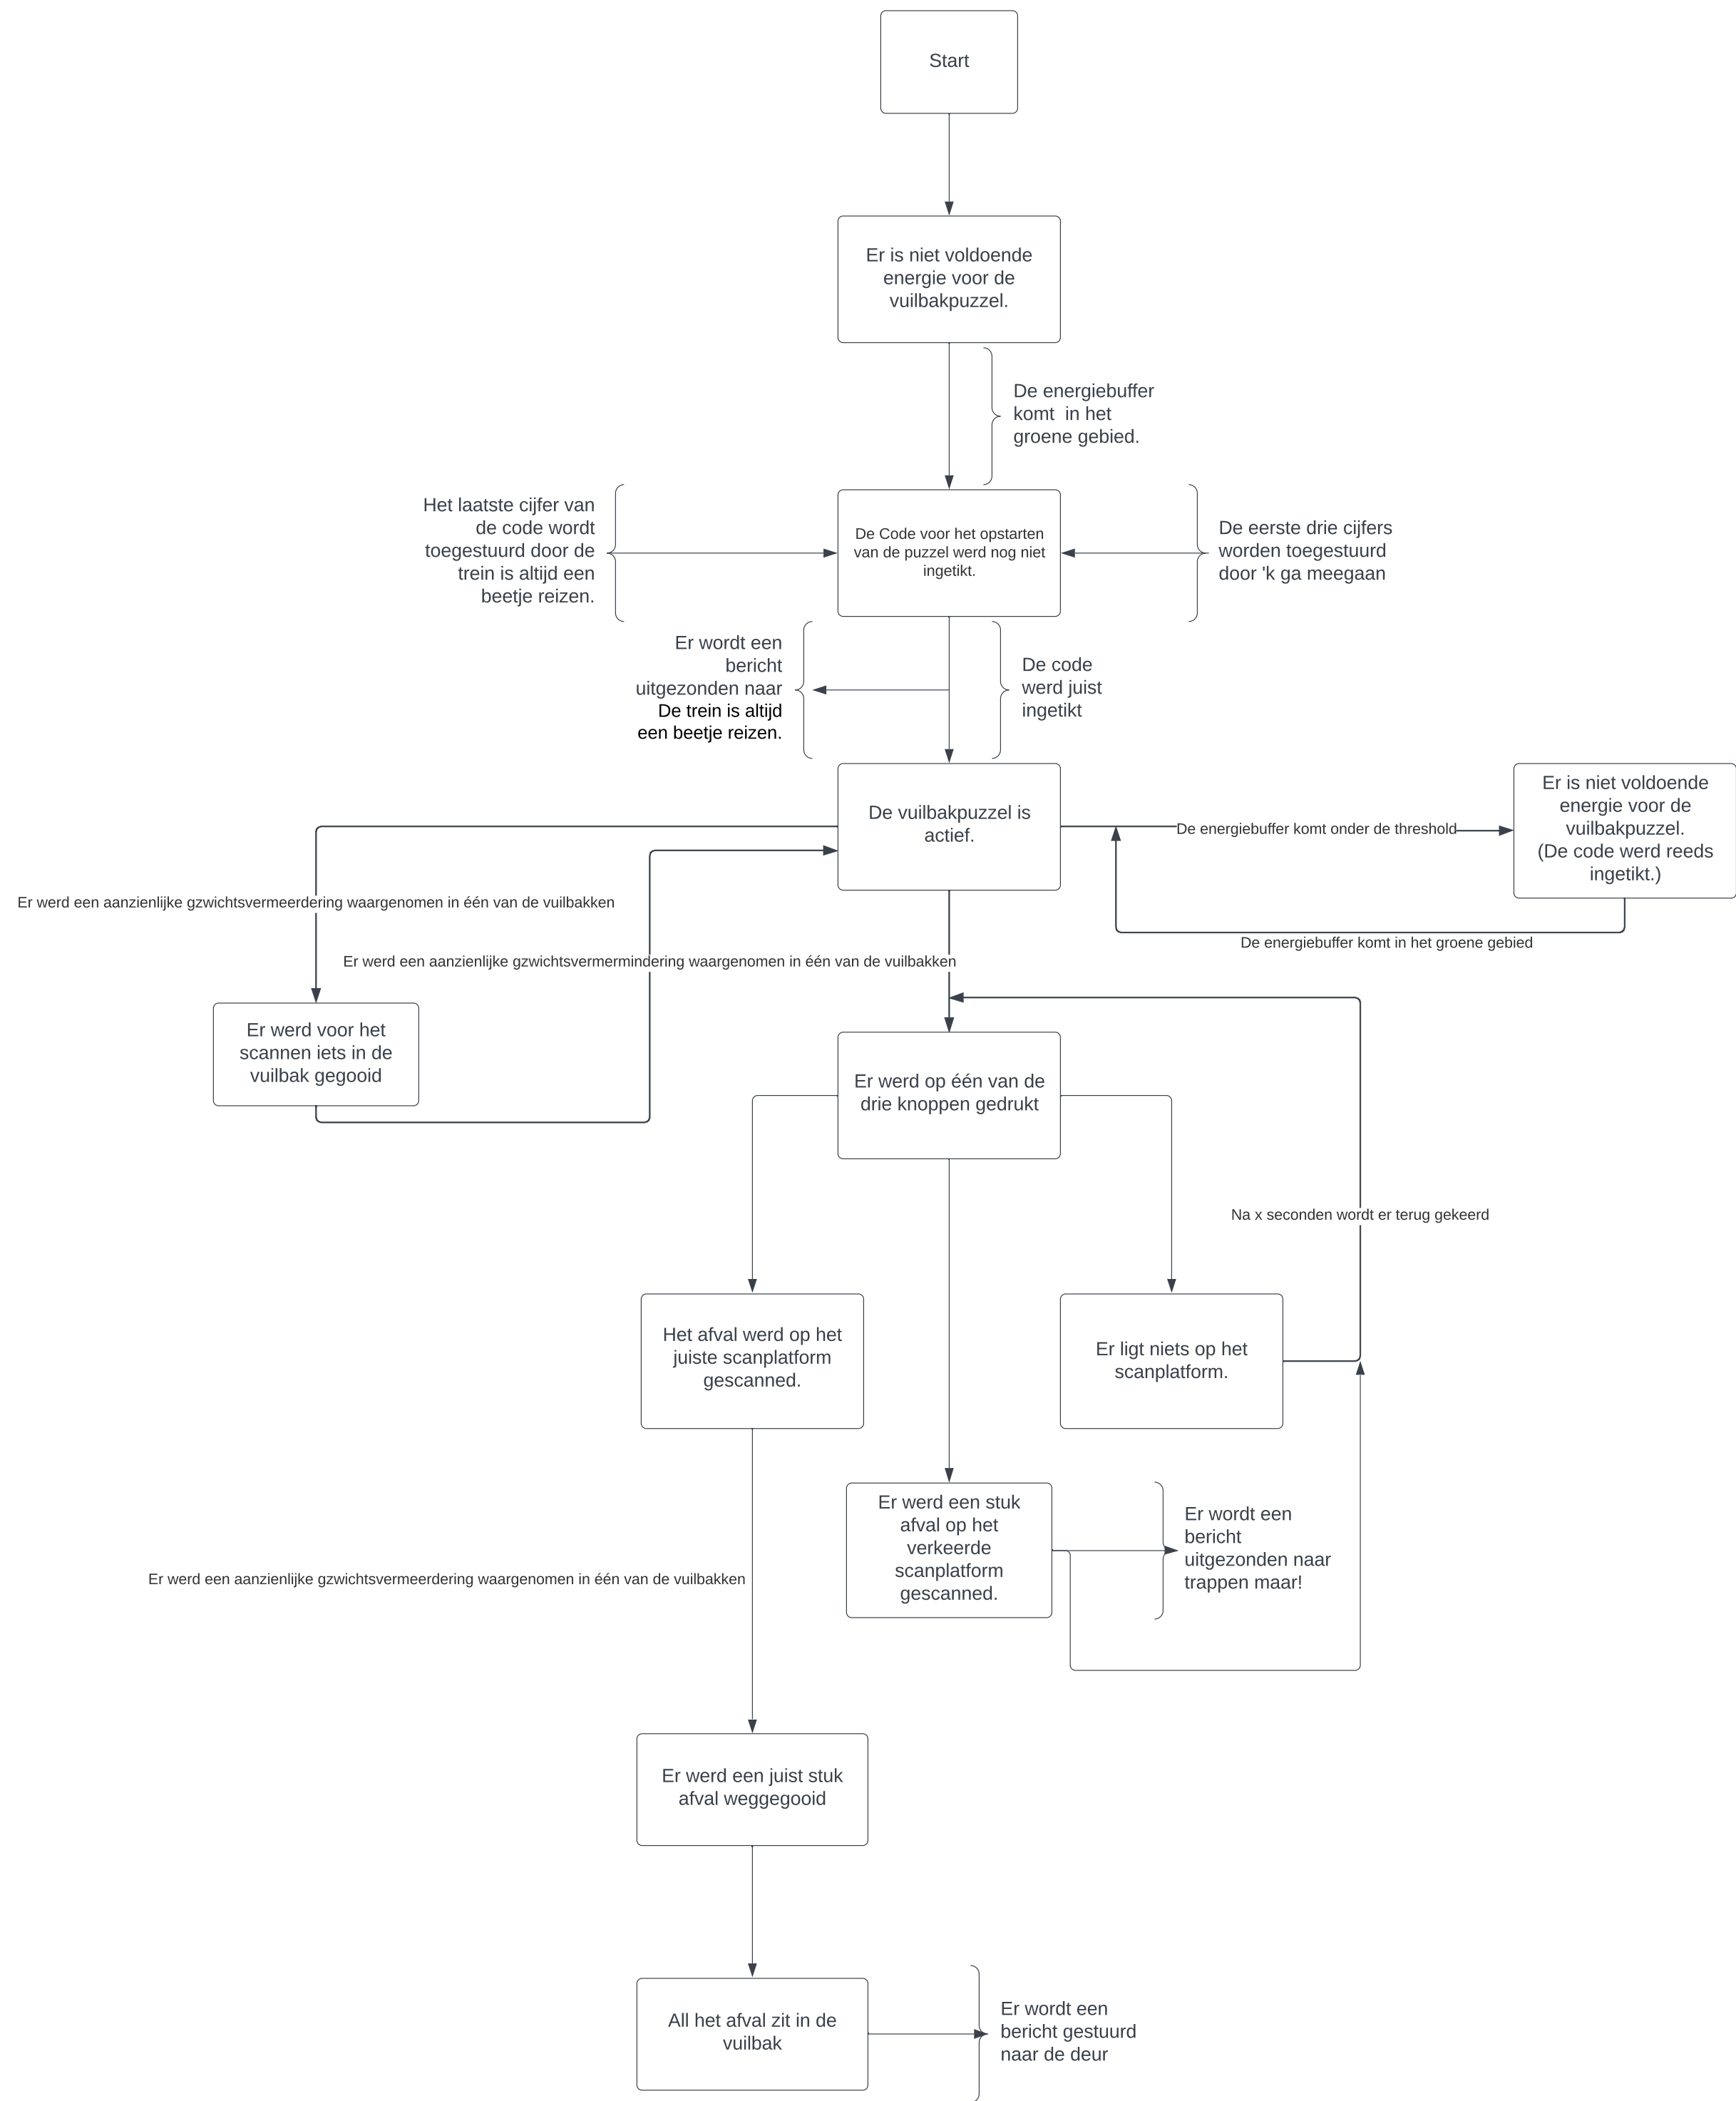 Start
Er is niet voldoende
energie voor de
vuilbakpuzzel.
De energiebuffer
komt  in het
groene gebied.
Het laatste cijfer van
de code wordt
toegestuurd door de
trein is altijd een
beetje reizen.
De Code voor het opstarten
van de puzzel werd nog niet
ingetikt.
De eerste drie cijfers
worden toegestuurd
door 'k ga meegaan
Er wordt een
bericht
uitgezonden naar
De trein is altijd
een beetje reizen.
De code
werd juist
ingetikt
De vuilbakpuzzel is
actief.
De energiebuffer komt onder de threshold
Er is niet voldoende
energie voor de
vuilbakpuzzel.
(De code werd reeds
ingetikt.)
Er werd een aanzienlijke gzwichtsvermeerdering waargenomen in één van de vuilbakken
De energiebuffer komt in het groene gebied
Er werd een aanzienlijke gzwichtsvermermindering waargenomen in één van de vuilbakken
Er werd voor het
scannen iets in de
vuilbak gegooid
Er werd op één van de
drie knoppen gedrukt
Na x seconden wordt er terug gekeerd
Het afval werd op het
juiste scanplatform
gescanned.
Er ligt niets op het
scanplatform.
Er werd een stuk
afval op het
verkeerde
scanplatform
gescanned.
Er wordt een
bericht
uitgezonden naar
trappen maar!
Er werd een aanzienlijke gzwichtsvermeerdering waargenomen in één van de vuilbakken
Er werd een juist stuk
afval weggegooid
All het afval zit in de
vuilbak
Er wordt een
bericht gestuurd
naar de deur